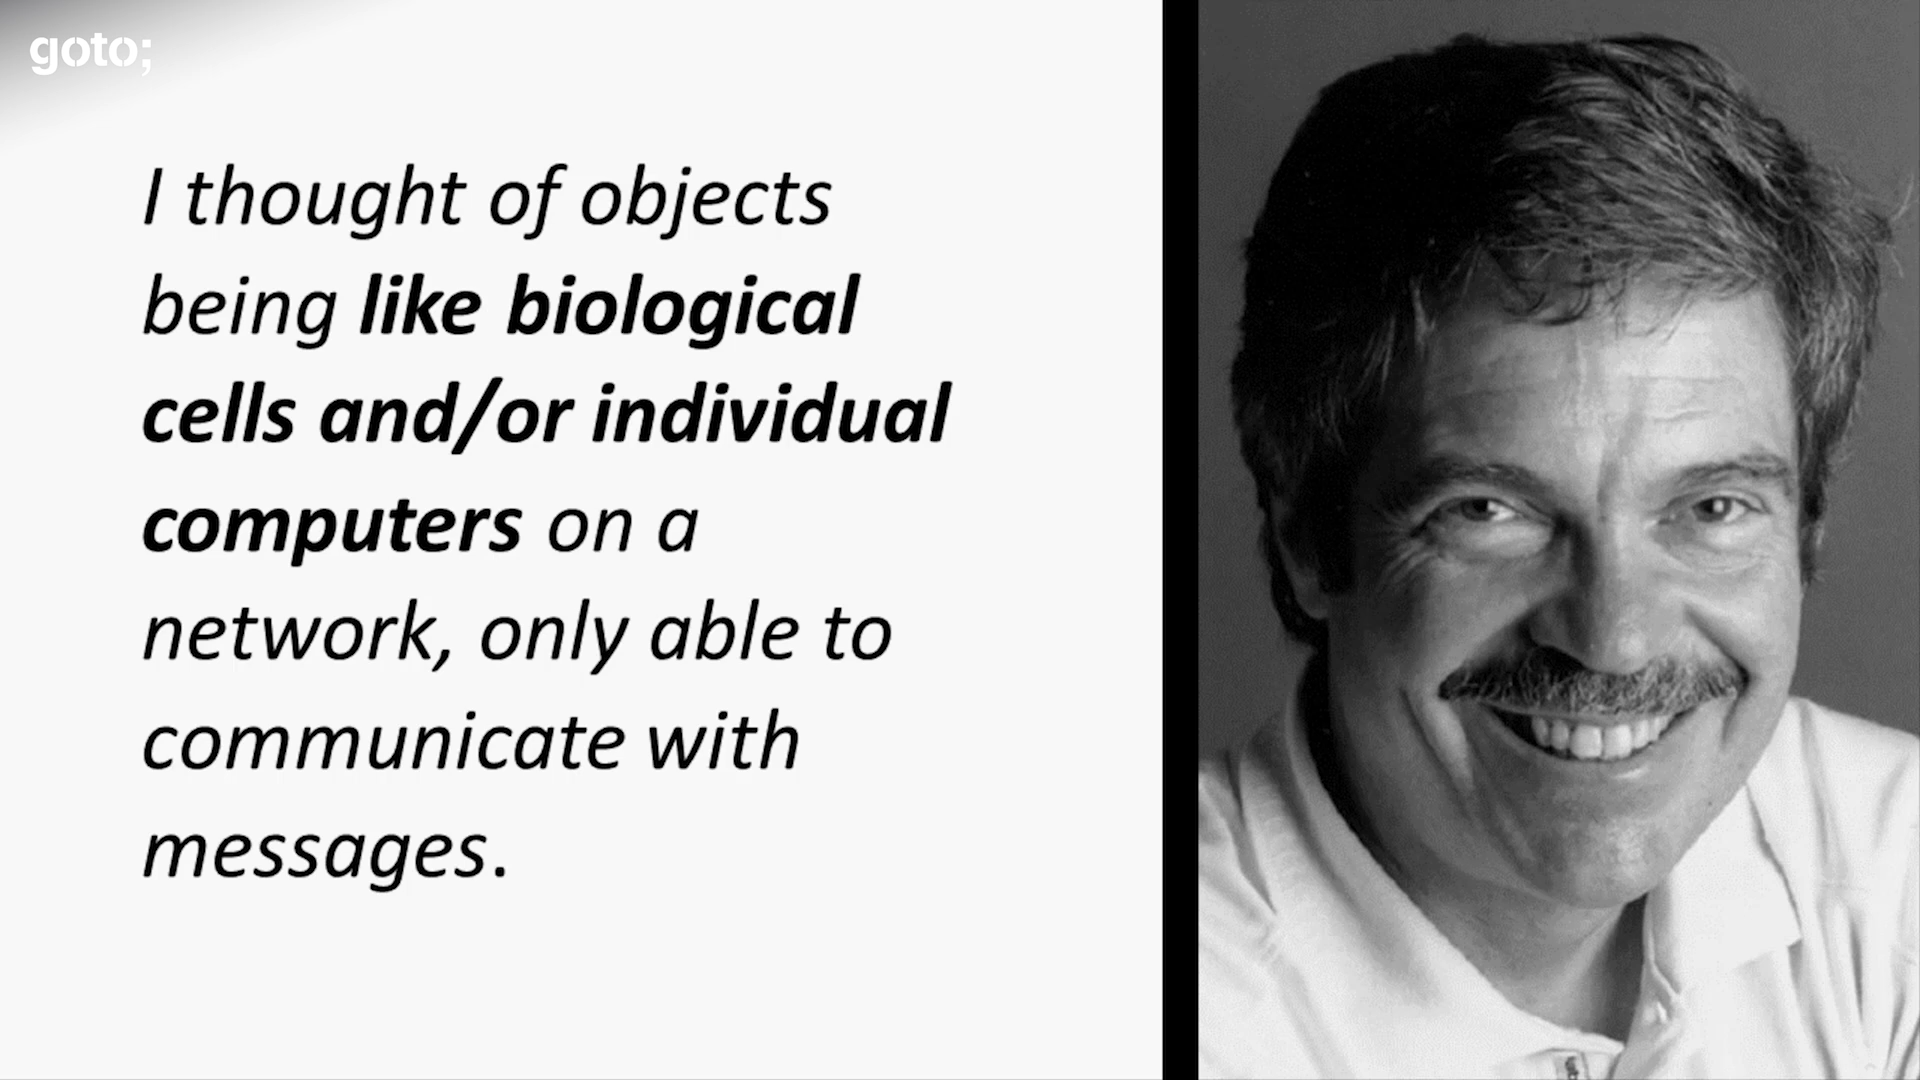 goto;
I thought of objects
being like biological
cells and/or individual
computers on a
network, only able to
communicate with
messages.